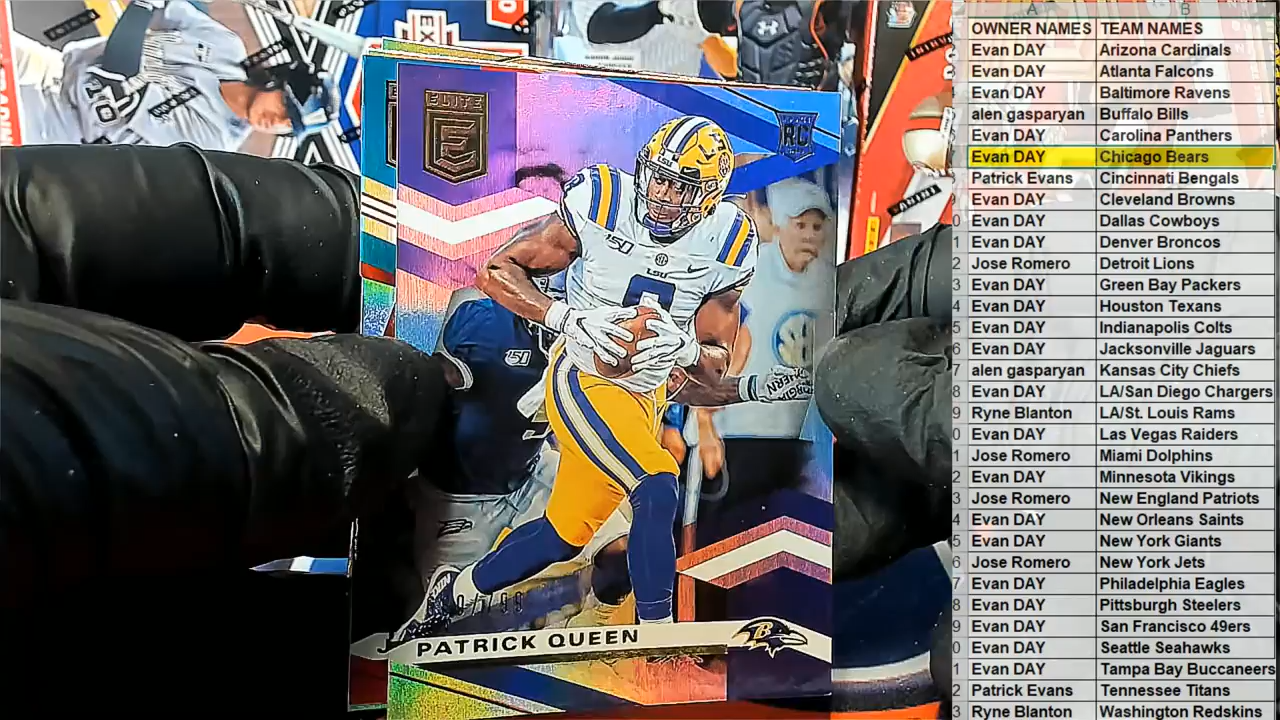 ELITE
E
RC
LSU
150
LSU
150
PATRICK QUEEN
B
PANINI
A B
OWNER NAMES TEAM NAMES
Evan DAY Arizona Cardinals
Evan DAY Atlanta Falcons
Evan DAY Baltimore Ravens
alen gasparyan Buffalo Bills
Evan DAY Carolina Panthers
Evan DAY Chicago Bears
Patrick Evans Cincinnati Bengals
Evan DAY Cleveland Browns
Evan DAY Dallas Cowboys
Evan DAY Denver Broncos
Jose Romero Detroit Lions
Evan DAY Green Bay Packers
Evan DAY Houston Texans
Evan DAY Indianapolis Colts
Evan DAY Jacksonville Jaguars
alen gasparyan Kansas City Chiefs
Evan DAY LA/San Diego Chargers
Ryne Blanton LA/St. Louis Rams
Evan DAY Las Vegas Raiders
Jose Romero Miami Dolphins
Evan DAY Minnesota Vikings
Jose Romero New England Patriots
Evan DAY New Orleans Saints
Evan DAY New York Giants
Jose Romero New York Jets
Evan DAY Philadelphia Eagles
Evan DAY Pittsburgh Steelers
Evan DAY San Francisco 49ers
Evan DAY Seattle Seahawks
Evan DAY Tampa Bay Buccaneers
Patrick Evans Tennessee Titans
Ryne Blanton Washington Redskins